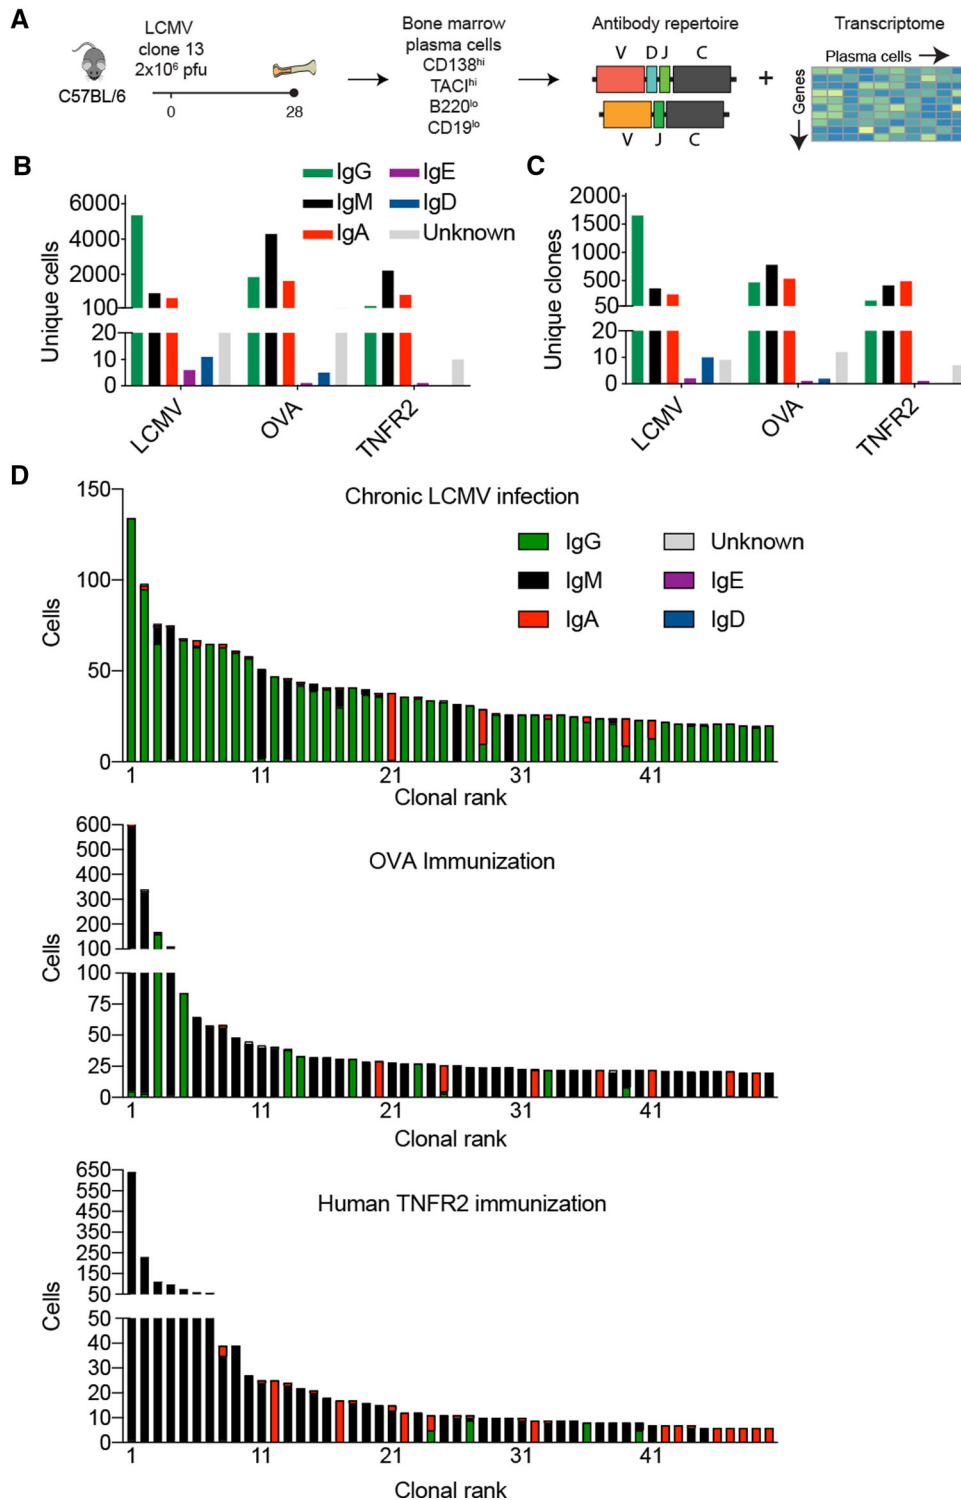 A
LCMV
clone 13
2x10⁶ pfu
C57BL/6
0
28
Bone marrow
plasma cells
CD138ʰⁱ
TACIʰⁱ
B220ˡᵒ
CD19ˡᵒ
Antibody repertoire
V D J C
V J C
+
Transcriptome
Plasma cells
Genes
B
Unique cells
6000
4000
2000
100
20
10
0
IgG
IgM
IgA
IgE
IgD
Unknown
LCMV
OVA
TNFR2
C
Unique clones
2000
1500
1000
500
50
20
10
0
LCMV
OVA
TNFR2
D
Chronic LCMV infection
Cells
150
100
50
0
IgG
IgM
IgA
Unknown
IgE
IgD
1 11 21 31 41
Clonal rank
OVA Immunization
Cells
600
500
400
300
200
100
100
75
50
25
0
1 11 21 31 41
Clonal rank
Human TNFR2 immunization
Cells
650
550
450
350
250
150
50
50
40
30
20
10
0
1 11 21 31 41
Clonal rank